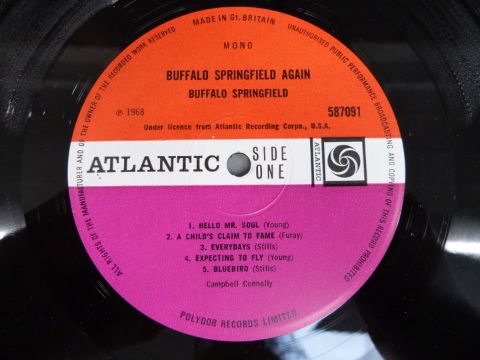 MADE IN Gt. BRITAIN
MONO
BUFFALO SPRINGFIELD AGAIN
BUFFALO SPRINGFIELD
℗ 1968
587091
Under licence from Atlantic Recording Corpn., U.S.A.
ATLANTIC
SIDE
ONE
ATLANTIC
1. HELLO MR. SOUL (Young)
2. A CHILD'S CLAIM TO FAME (Furay)
3. EVERYDAYS (Stills)
4. EXPECTING TO FLY (Young)
5. BLUEBIRD (Stills)
Campbell Connelly
POLYDOR RECORDS LIMITED
ALL RIGHTS OF THE MANUFACTURER AND OF THE OWNER OF THE RECORDED WORK RESERVED
UNAUTHORISED PUBLIC PERFORMANCE BROADCASTING AND COPYING OF THIS RECORD PROHIBITED